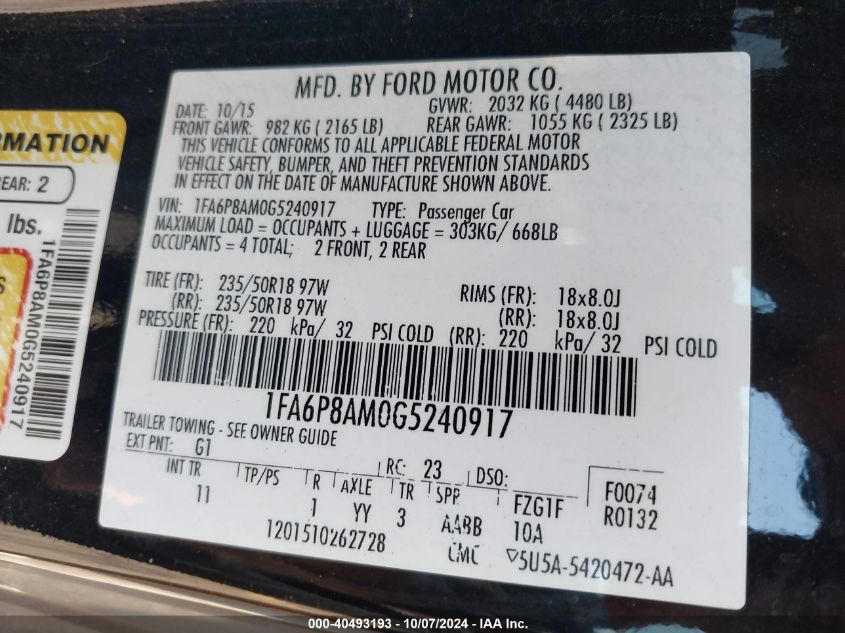 MFD. BY FORD MOTOR CO.
DATE: 10/15 GVWR: 2032 KG ( 4480 LB)
FRONT GAWR: 982 KG ( 2165 LB) REAR GAWR: 1055 KG ( 2325 LB)
THIS VEHICLE CONFORMS TO ALL APPLICABLE FEDERAL MOTOR
VEHICLE SAFETY, BUMPER, AND THEFT PREVENTION STANDARDS
IN EFFECT ON THE DATE OF MANUFACTURE SHOWN ABOVE.
VIN: 1FA6P8AM0G5240917 TYPE: Passenger Car
MAXIMUM LOAD = OCCUPANTS + LUGGAGE = 303KG/ 668LB
OCCUPANTS = 4 TOTAL; 2 FRONT, 2 REAR
TIRE (FR): 235/50R18 97W RIMS (FR): 18x8.0J
(RR): 235/50R18 97W (RR): 18x8.0J
PRESSURE (FR): 220 kPa/ 32 PSI COLD (RR): 220 kPa/ 32 PSI COLD
1FA6P8AM0G5240917
TRAILER TOWING - SEE OWNER GUIDE
EXT PNT: G1 RC: 23 DSO: F0074
INT TR TP/PS R AXLE TR SPR FZG1F R0132
11 1 YY 3 AABB 10A
1201510262728 CMC 5U5A-5420472-AA
RMATION
EAR: 2
lbs.
1FA6P8AM0G5240917
000-40493193 - 10/07/2024 - IAA Inc.